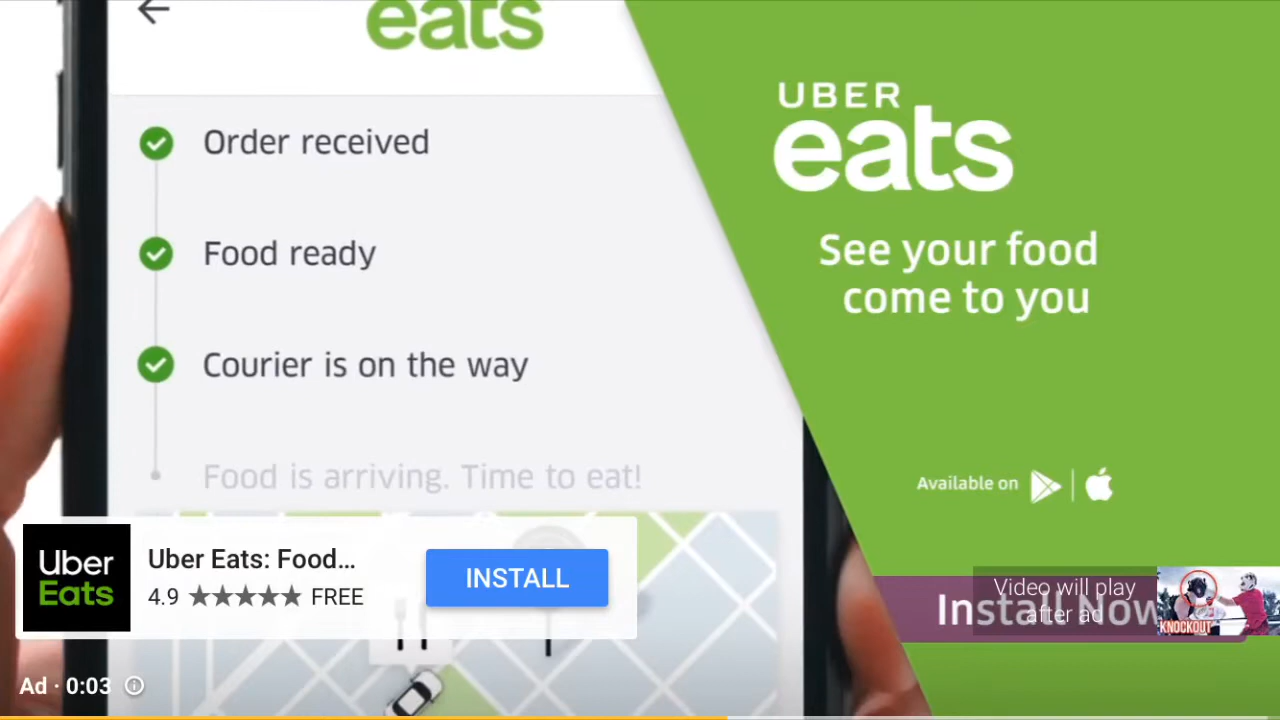 eats
Order received
Food ready
Courier is on the way
Food is arriving. Time to eat!
UBER
eats
See your food
come to you
Available on
Uber
Eats
Uber Eats: Food...
4.9 ★★★★★ FREE
INSTALL
Video will play
after ad
Install Now
KNOCKOUT
Ad · 0:03